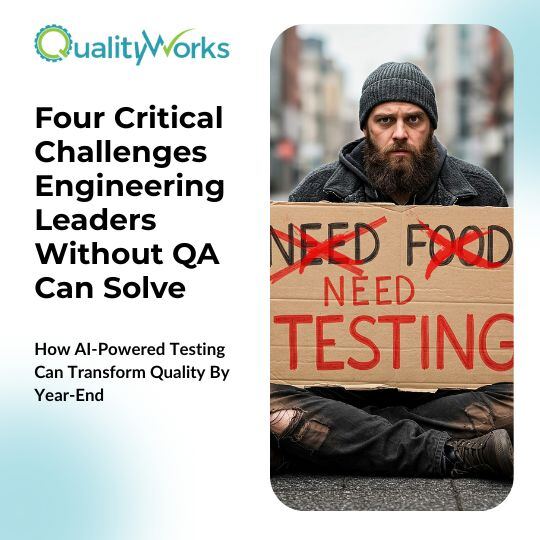 QualityWorks
Four Critical
Challenges
Engineering
Leaders
Without QA
Can Solve
How AI-Powered Testing
Can Transform Quality By
Year-End
NEED FOOD
NEED
TESTING